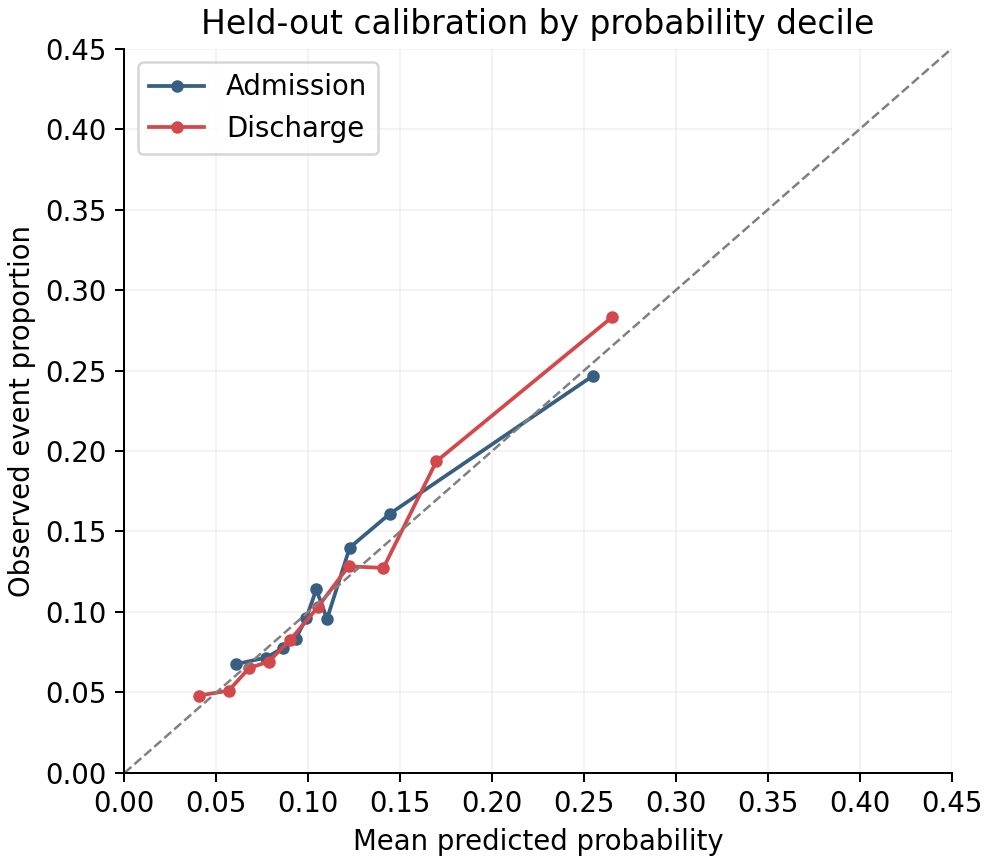 Held-out calibration by probability decile
Admission
Discharge
Observed event proportion
0.45
0.40
0.35
0.30
0.25
0.20
0.15
0.10
0.05
0.00
0.00 0.05 0.10 0.15 0.20 0.25 0.30 0.35 0.40 0.45
Mean predicted probability